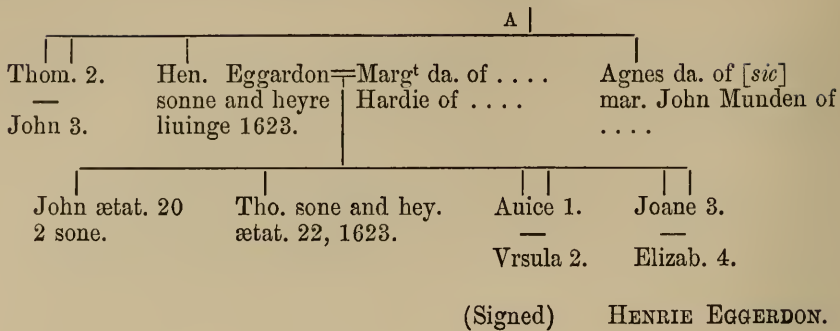 A
Thom. 2.
—
John 3.
Hen. Eggardon=Margt da. of . . . .
sonne and heyre
liuinge 1623.
Hardie of . . . .
Agnes da. of [sic]
mar. John Munden of
. . . .
John ætat. 20
2 sone.
Tho. sone and hey.
ætat. 22, 1623.
Auice 1.
—
Vrsula 2.
Joane 3.
—
Elizab. 4.
(Signed) HENRIE EGGERDON.